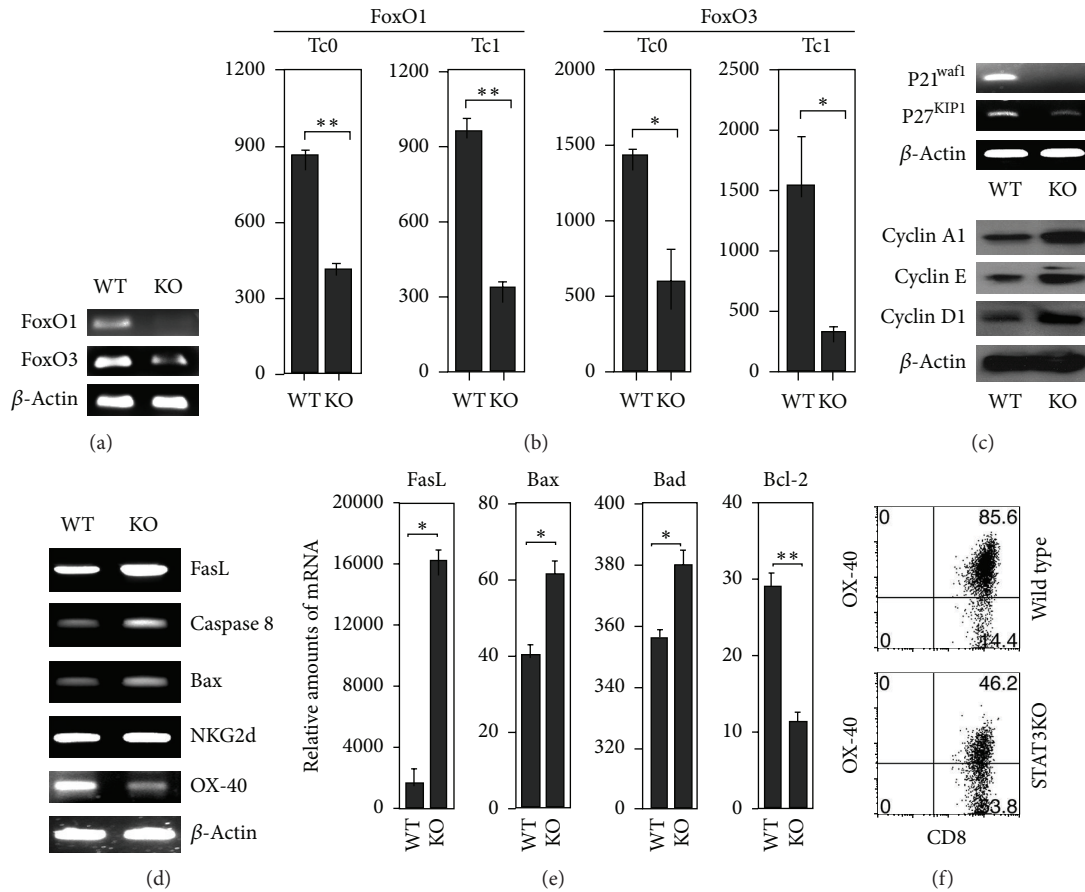 FoxO1
FoxO3
Tc0
Tc1
Tc0
Tc1
1200
900
600
300
0
WT KO
1200
900
600
300
0
WT KO
2000
1500
1000
500
0
WT KO
2500
2000
1500
1000
500
0
WT KO
**
**
*
*
WT KO
FoxO1
FoxO3
β-Actin
(a)
(b)
P21waf1
P27KIP1
β-Actin
WT KO
Cyclin A1
Cyclin E
Cyclin D1
β-Actin
WT KO
(c)
WT KO
FasL
Caspase 8
Bax
NKG2d
OX-40
β-Actin
(d)
Relative amounts of mRNA
FasL
20000
16000
12000
8000
4000
0
*
WT
KO
Bax
80
60
40
20
0
*
WT
KO
Bad
400
380
360
340
320
0
*
WT
KO
Bcl-2
40
30
20
10
0
**
WT
KO
(e)
0 85.6
14.4
OX-40
Wild type
0 46.2
53.8
OX-40
STAT3KO
CD8
(f)